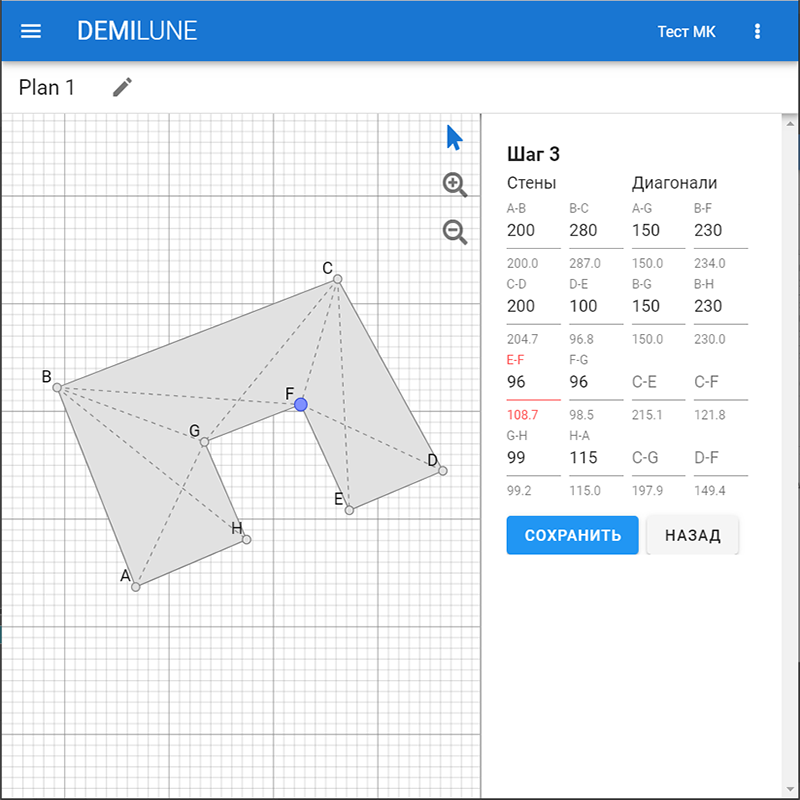 DEMILUNE Тест МК
Plan 1
Шаг 3
Стены Диагонали
A-B B-C A-G B-F
200 280 150 230
200.0 287.0 150.0 234.0
C-D D-E B-G B-H
200 100 150 230
204.7 96.8 150.0 230.0
E-F F-G
96 96 C-E C-F
108.7 98.5 215.1 121.8
G-H H-A
99 115 C-G D-F
99.2 115.0 197.9 149.4
СОХРАНИТЬ НАЗАД
C
B
F
G
D
E
H
A